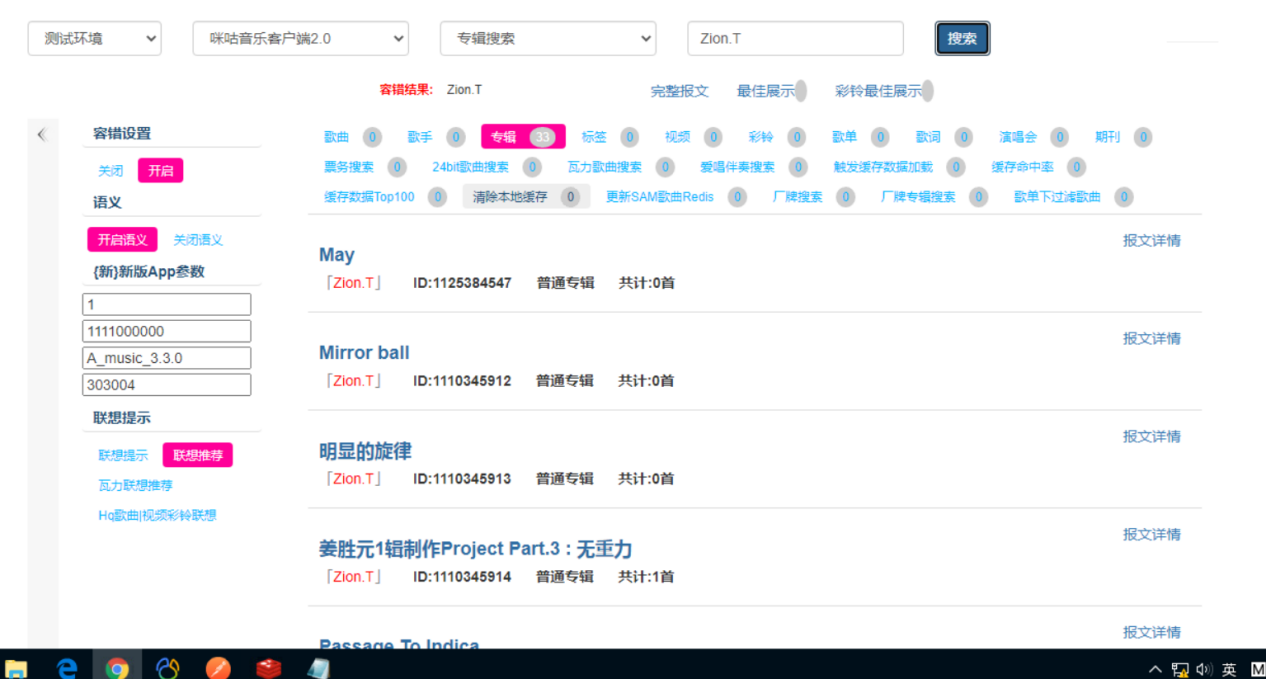 测试环境 咪咕音乐客户端2.0 专辑搜索 Zion.T 搜索
容错结果: Zion.T 完整报文 最佳展示 彩铃最佳展示
容错设置
关闭 开启
语义
开启语义 关闭语义
{新}新版App参数
1
1111000000
A_music_3.3.0
303004
联想提示
联想提示 联想推荐
瓦力联想推荐
Hq歌曲|视频彩铃联想
歌曲 0 歌手 0 专辑 33 标签 0 视频 0 彩铃 0 歌单 0 歌词 0 演唱会 0 期刊 0
票务搜索 0 24bit歌曲搜索 0 瓦力歌曲搜索 0 爱唱伴奏搜索 0 触发缓存数据加载 0 缓存命中率 0
缓存数据Top100 0 清除本地缓存 0 更新SAM歌曲Redis 0 厂牌搜索 0 厂牌专辑搜索 0 歌单下过滤歌曲 0
报文详情
May
「Zion.T」 ID:1125384547 普通专辑 共计:0首
报文详情
Mirror ball
「Zion.T」 ID:1110345912 普通专辑 共计:0首
报文详情
明显的旋律
「Zion.T」 ID:1110345913 普通专辑 共计:0首
报文详情
姜胜元1辑制作Project Part.3 : 无重力
「Zion.T」 ID:1110345914 普通专辑 共计:1首
报文详情
Passage To Indica
英 M